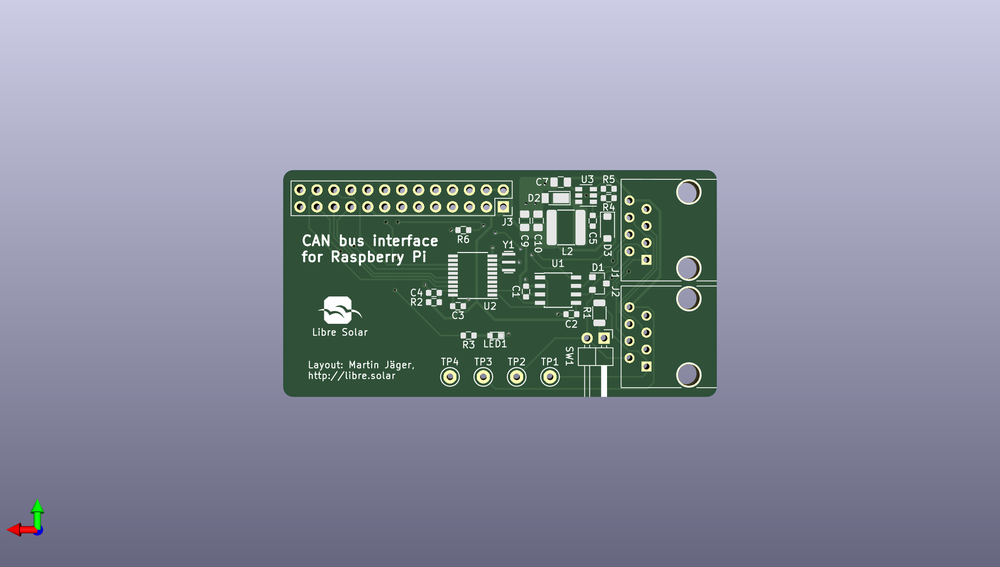 C7
U3
R5
D2
R4
J3
C9
C10
C5
D3
L2
R6
CAN bus interface
for Raspberry Pi
Y1
U1
D1
J1
J2
C4
R2
C3
U2
C1
C2
R1
Libre Solar
R3
LED1
SW1
Layout: Martin Jäger,
http://libre.solar
TP4
TP3
TP2
TP1